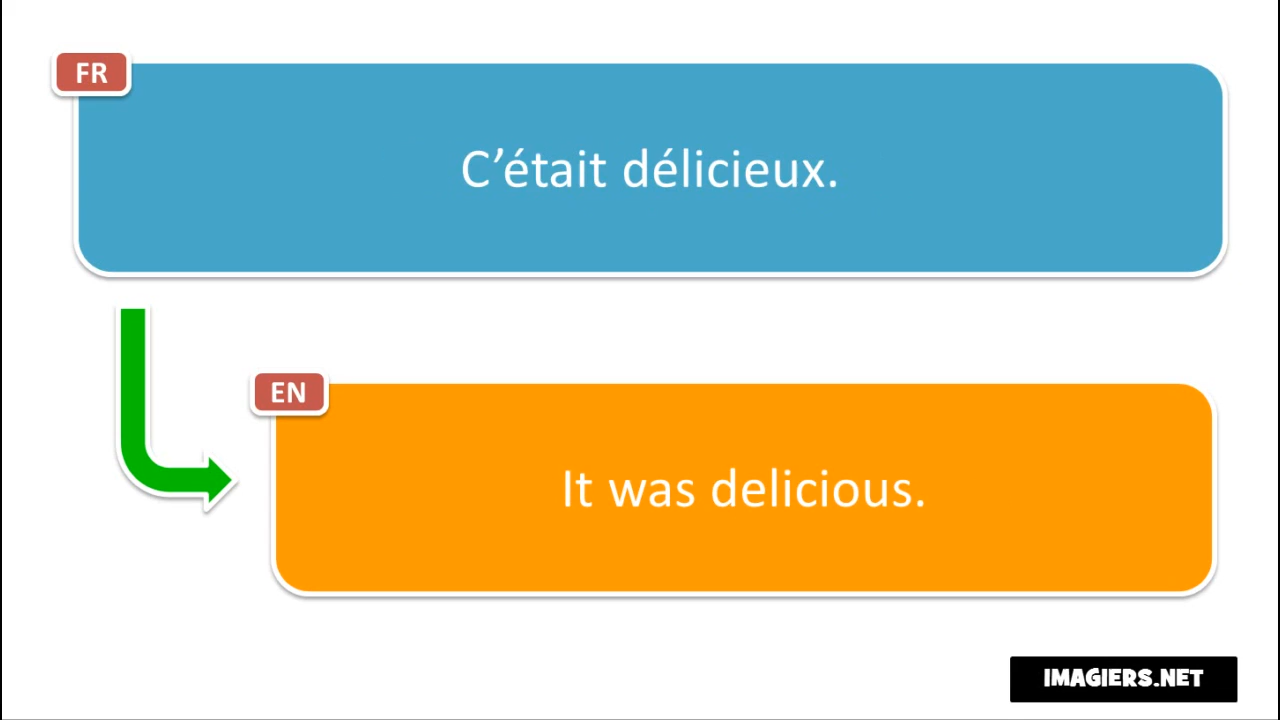 FR
C’était délicieux.
EN
It was delicious.
IMAGIERS.NET